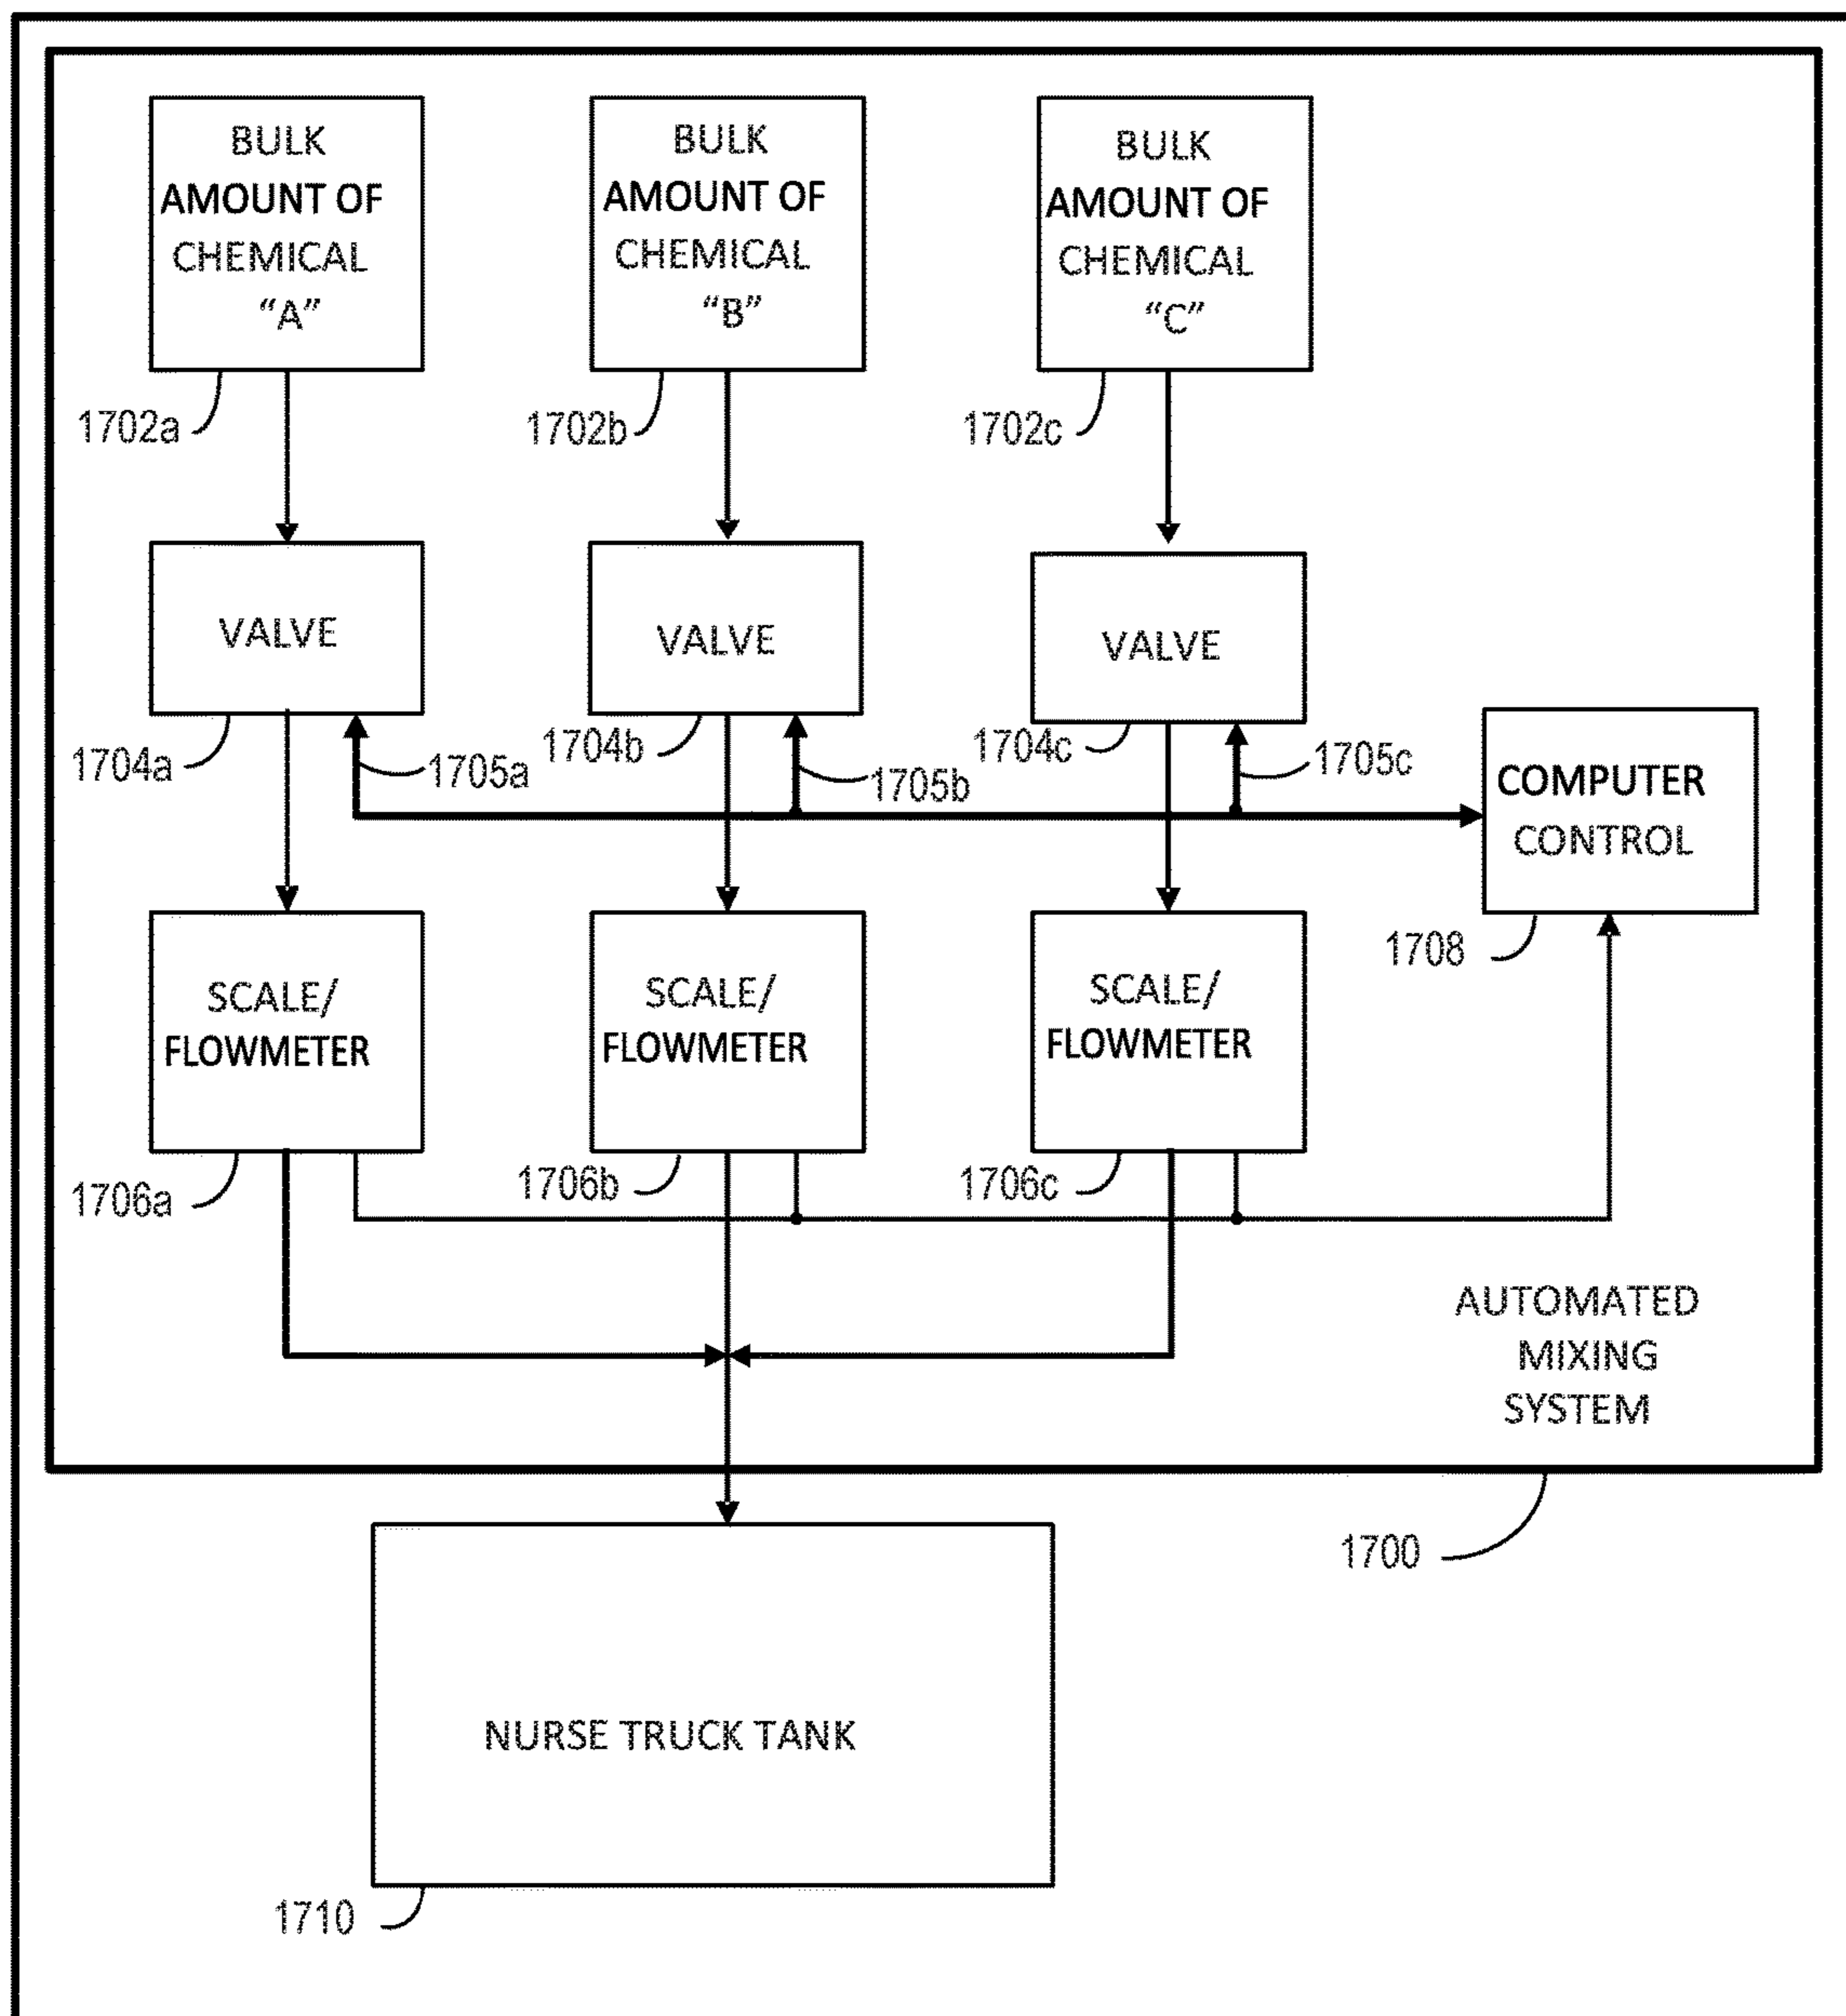 BULK
AMOUNT OF
CHEMICAL
“A”
BULK
AMOUNT OF
CHEMICAL
“B”
BULK
AMOUNT OF
CHEMICAL
“C”
1702a
1702b
1702c
VALVE
VALVE
VALVE
1704a
1705a
1704b
1705b
1704c
1705c
COMPUTER
CONTROL
1708
SCALE/
FLOWMETER
SCALE/
FLOWMETER
SCALE/
FLOWMETER
1706a
1706b
1706c
AUTOMATED
MIXING
SYSTEM
1700
NURSE TRUCK TANK
1710